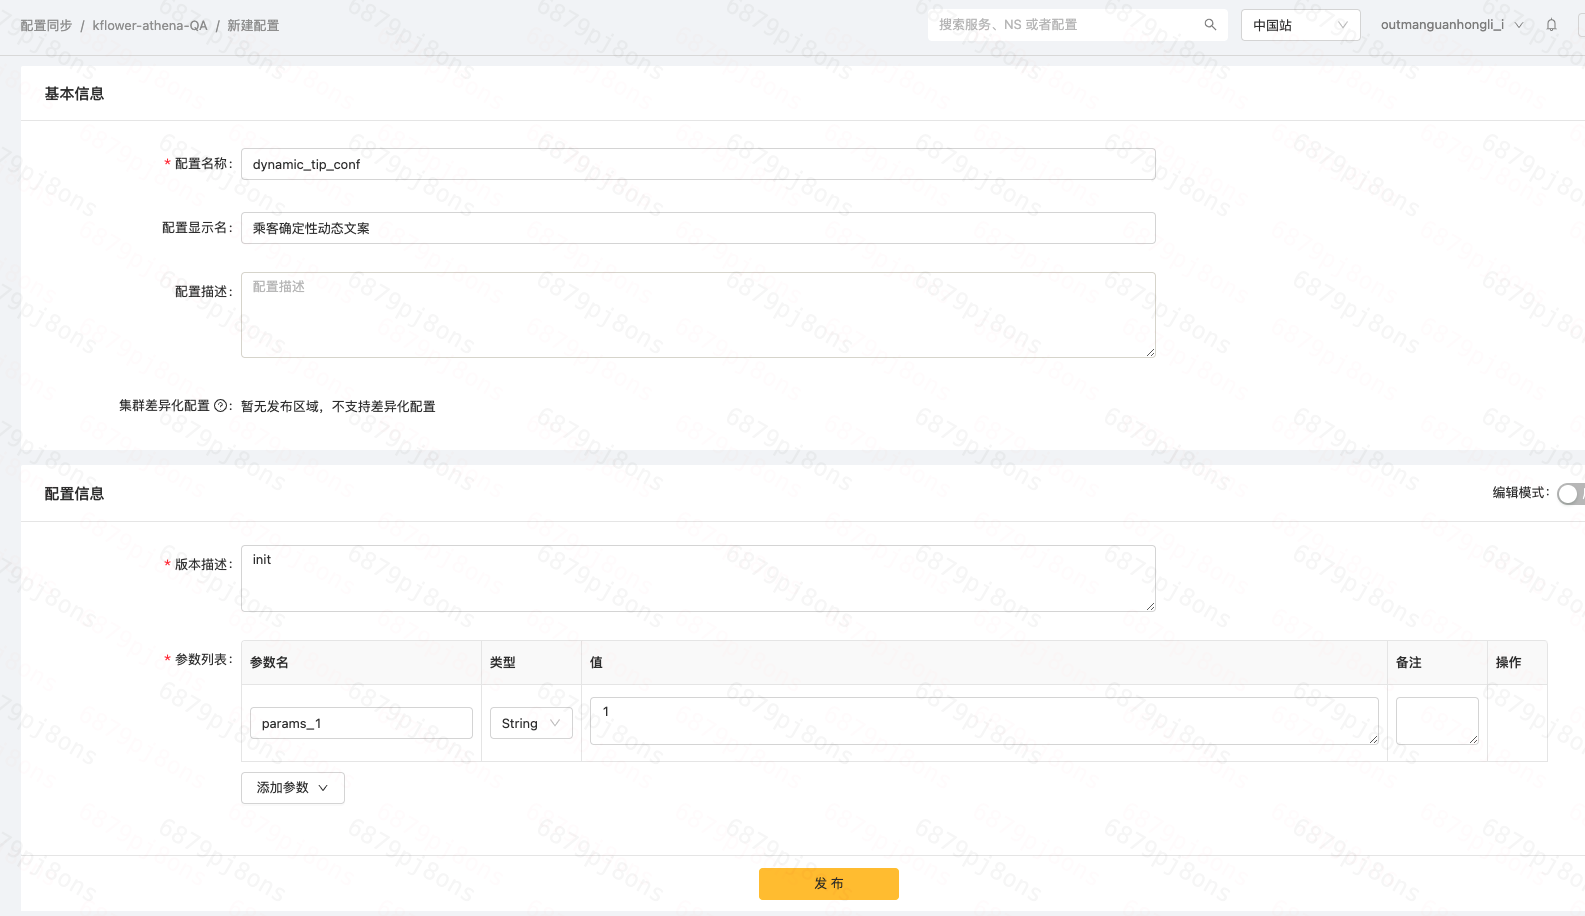 配置同步 / kflower-athena-QA / 新建配置
搜索服务、NS 或者配置
中国站
outmanguanhongli_i
基本信息
* 配置名称: dynamic_tip_conf
配置显示名: 乘客确定性动态文案
配置描述: 配置描述
集群差异化配置 ?: 暂无发布区域，不支持差异化配置
配置信息
编辑模式:
* 版本描述: init
* 参数列表:
参数名 类型 值 备注 操作
params_1 String 1
添加参数
发 布
6879pj8ons